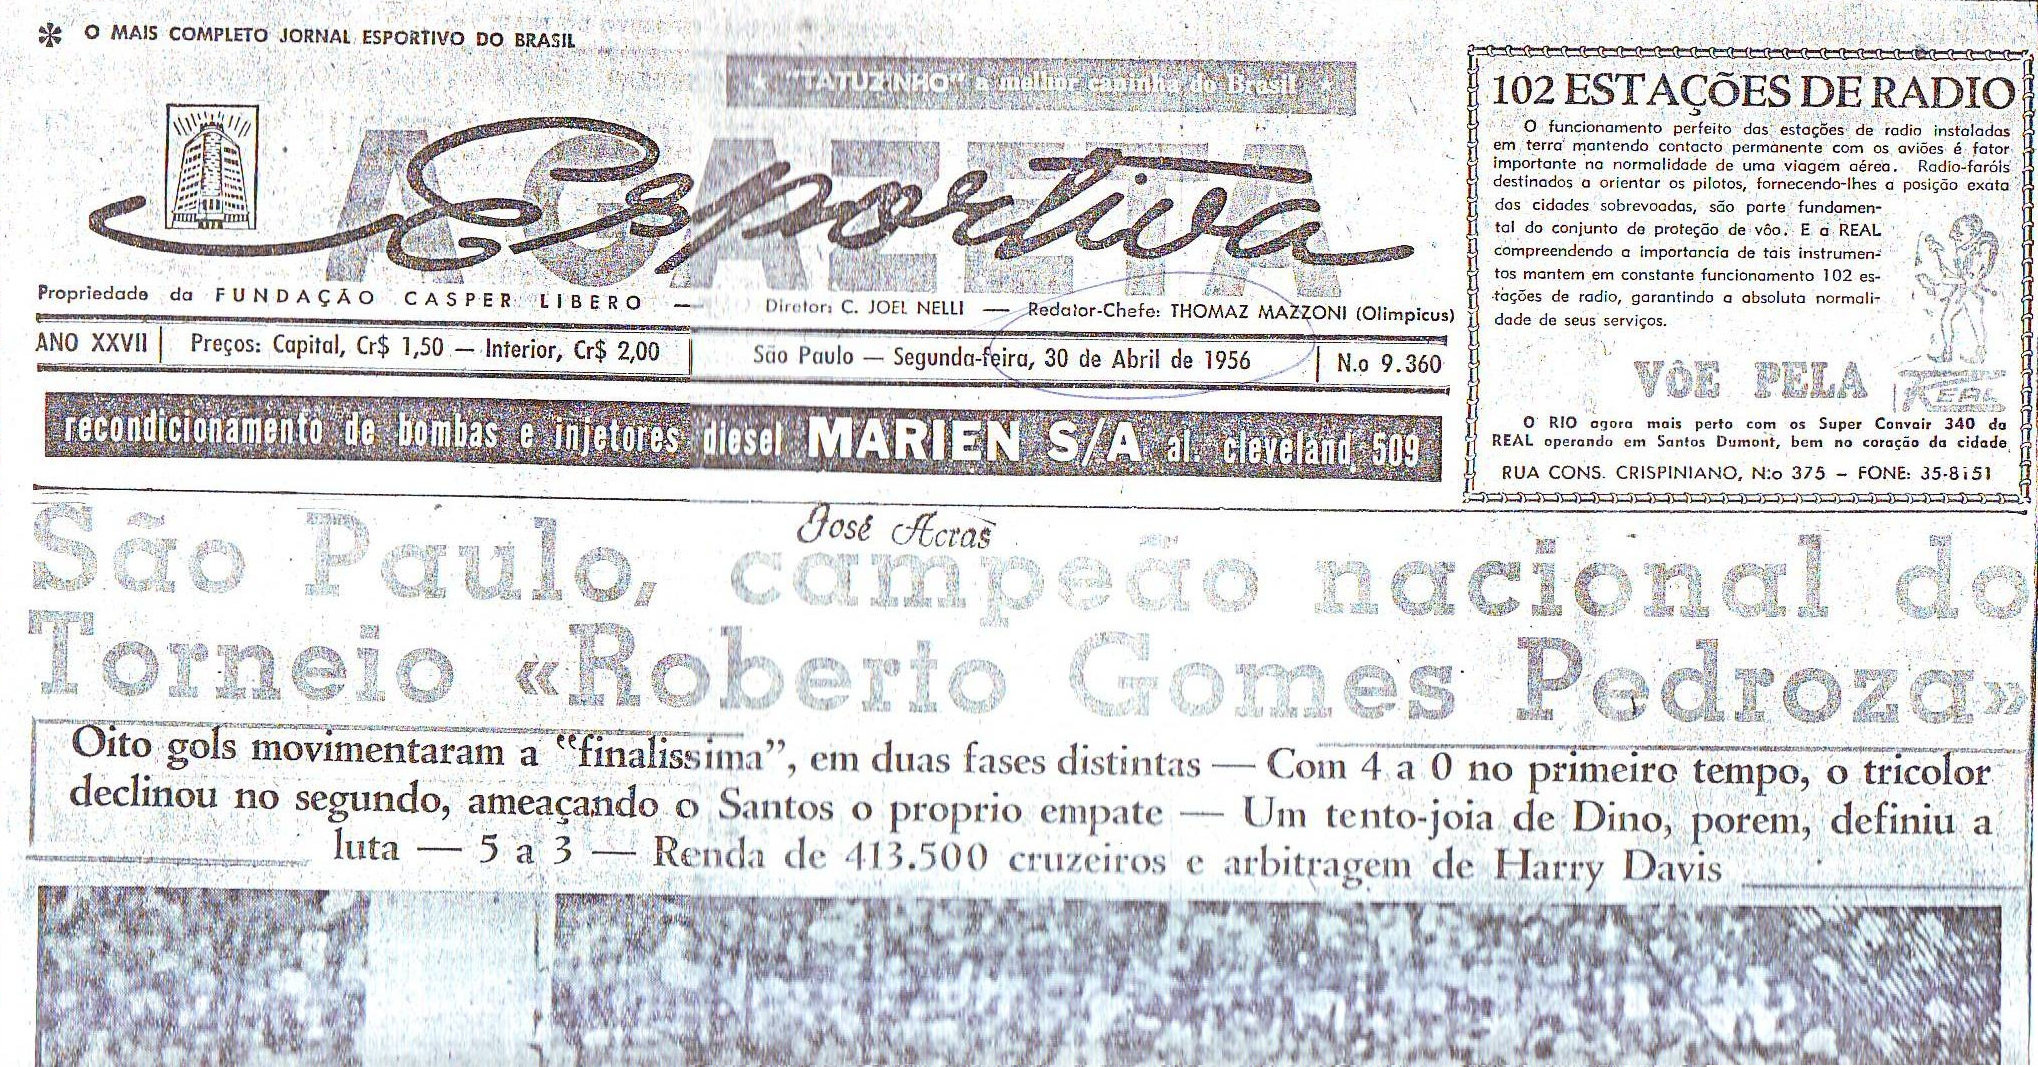 O MAIS COMPLETO JORNAL ESPORTIVO DO BRASIL
"TATUZINHO" a melhor caninha do Brasil
A GAZETA
Esportiva
Propriedade da FUNDAÇÃO CASPER LIBERO — Diretor: C. JOEL NELLI — Redator-Chefe: THOMAZ MAZZONI (Olimpicus)
ANO XXVII | Preços: Capital, Cr$ 1,50 — Interior, Cr$ 2,00 | São Paulo — Segunda-feira, 30 de Abril de 1956 | N.o 9.360
recondicionamento de bombas e injetores diesel MARIEN S/A al. cleveland, 509
102 ESTAÇÕES DE RADIO
O funcionamento perfeito das estações de radio instaladas
em terra mantendo contacto permanente com os aviões é fator
importante na normalidade de uma viagem aérea. Radio-faróis
destinados a orientar os pilotos, fornecendo-lhes a posição exata
das cidades sobrevoadas, são parte fundamen-
tal do conjunto de proteção de vôo. E a REAL
compreendendo a importancia de tais instrumen-
tos mantem em constante funcionamento 102 es-
tações de radio, garantindo a absoluta normali-
dade de seus serviços.
VÔE PELA REAL
O RIO agora mais perto com os Super Convair 340 da
REAL operando em Santos Dumont, bem no coração da cidade
RUA CONS. CRISPINIANO, N:o 375 – FONE: 35-8151
José Acras
São Paulo, campeão nacional do
Torneio «Roberto Gomes Pedroza»
Oito gols movimentaram a "finalissima", em duas fases distintas — Com 4 a 0 no primeiro tempo, o tricolor
declinou no segundo, ameaçando o Santos o proprio empate — Um tento-joia de Dino, porem, definiu a
luta — 5 a 3 — Renda de 413.500 cruzeiros e arbitragem de Harry Davis